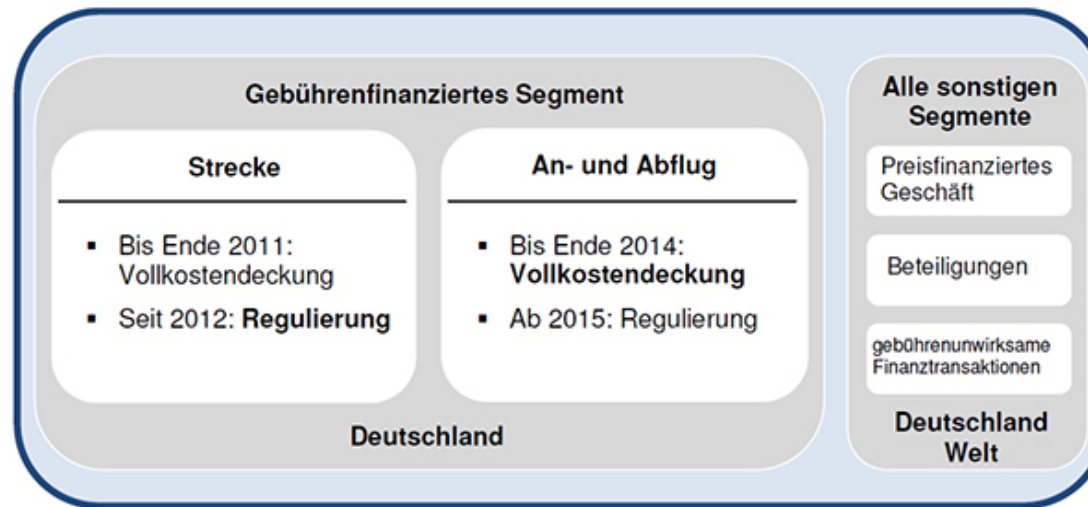 Gebührenfinanziertes Segment
Strecke
▪ Bis Ende 2011:
Vollkostendeckung
▪ Seit 2012: Regulierung
An- und Abflug
▪ Bis Ende 2014:
Vollkostendeckung
▪ Ab 2015: Regulierung
Deutschland
Alle sonstigen
Segmente
Preisfinanziertes
Geschäft
Beteiligungen
gebührenunwirksame
Finanztransaktionen
Deutschland
Welt